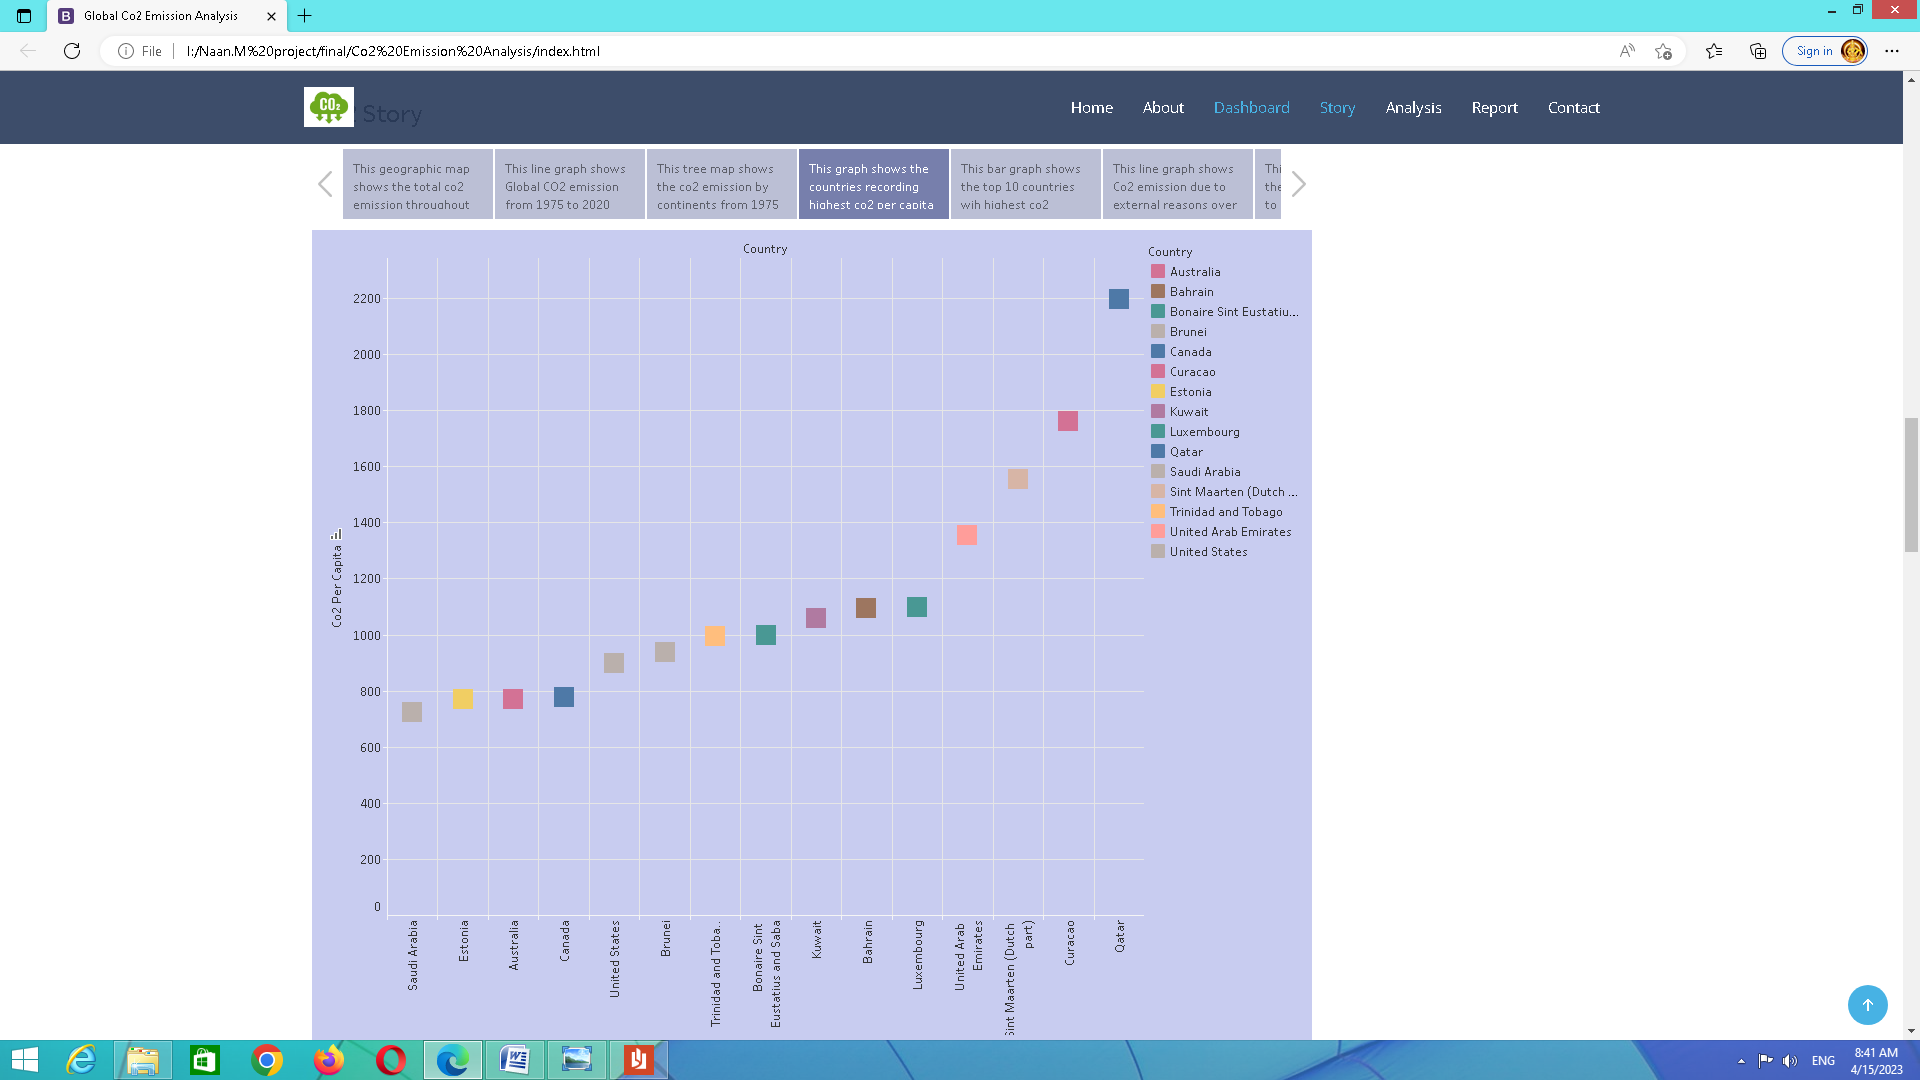 Global Co2 Emission Analysis
File
I:/Naan.M%20project/final/Co2%20Emission%20Analysis/index.html
Sign in
CO2
Story
Home
About
Dashboard
Story
Analysis
Report
Contact
This geographic map
shows the total co2
emission throughout
This line graph shows
Global CO2 emission
from 1975 to 2020
This tree map shows
the co2 emission by
continents from 1975
This graph shows the
countries recording
highest co2 per capita
This bar graph shows
the top 10 countries
wih highest co2
This line graph shows
Co2 emission due to
external reasons over
Thi
the
to
Country
2200
2000
1800
1600
1400
1200
1000
800
600
400
200
0
Co2 Per Capita
Saudi Arabia
Estonia
Australia
Canada
United States
Brunei
Trinidad and Toba..
Bonaire Sint
Eustatius and Saba
Kuwait
Bahrain
Luxembourg
United Arab
Emirates
Sint Maarten (Dutch
part)
Curacao
Qatar
Country
Australia
Bahrain
Bonaire Sint Eustatiu...
Brunei
Canada
Curacao
Estonia
Kuwait
Luxembourg
Qatar
Saudi Arabia
Sint Maarten (Dutch ...
Trinidad and Tobago
United Arab Emirates
United States
ENG
8:41 AM
4/15/2023